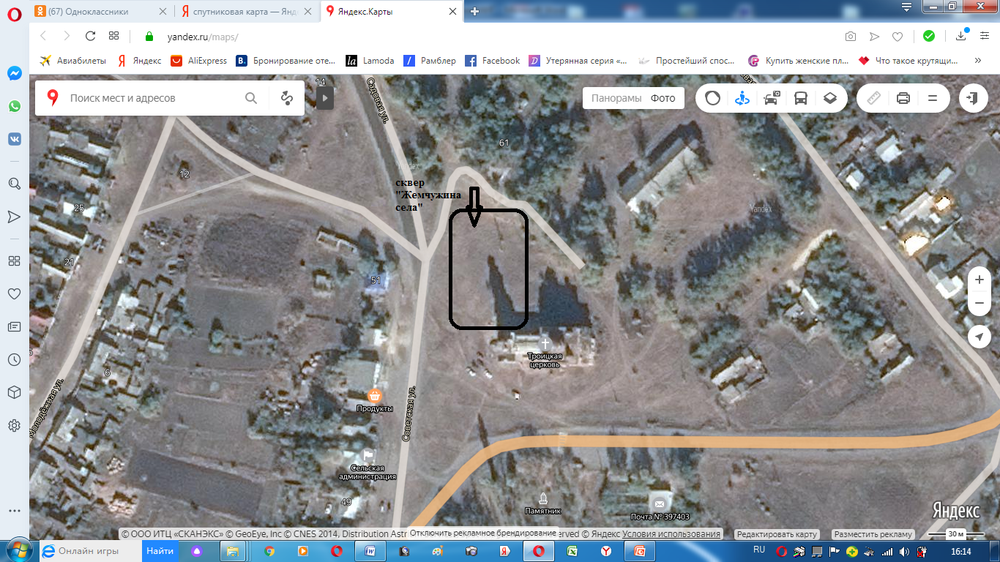 (67) Одноклассники
спутниковая карта — Янд
Яндекс.Карты
yandex.ru/maps/
Авиабилеты
Яндекс
AliExpress
Бронирование оте...
Lamoda
Рамблер
Facebook
Утерянная серия «...
Простейший спос...
Купить женские пл...
Что такое крутящи...
Поиск мест и адресов
Панорамы Фото
14
Садовая ул.
61
12
Yandex
сквер
"Жемчужина
села"
25
Yandex
21
51
Троицкая
церковь
6
Молодёжная ул.
Продукты
Советская ул.
Сельская
администрация
49
Памятник
Почта № 397403
Яндекс
© ООО ИТЦ «СКАНЭКС» © GeoEye, Inc © CNES 2014, Distribution Ast
Отключить рекламное брендирование
erved © Яндекс Условия использования
Редактировать карту
Разместить рекламу
30 м
Онлайн игры
Найти
RU
16:14